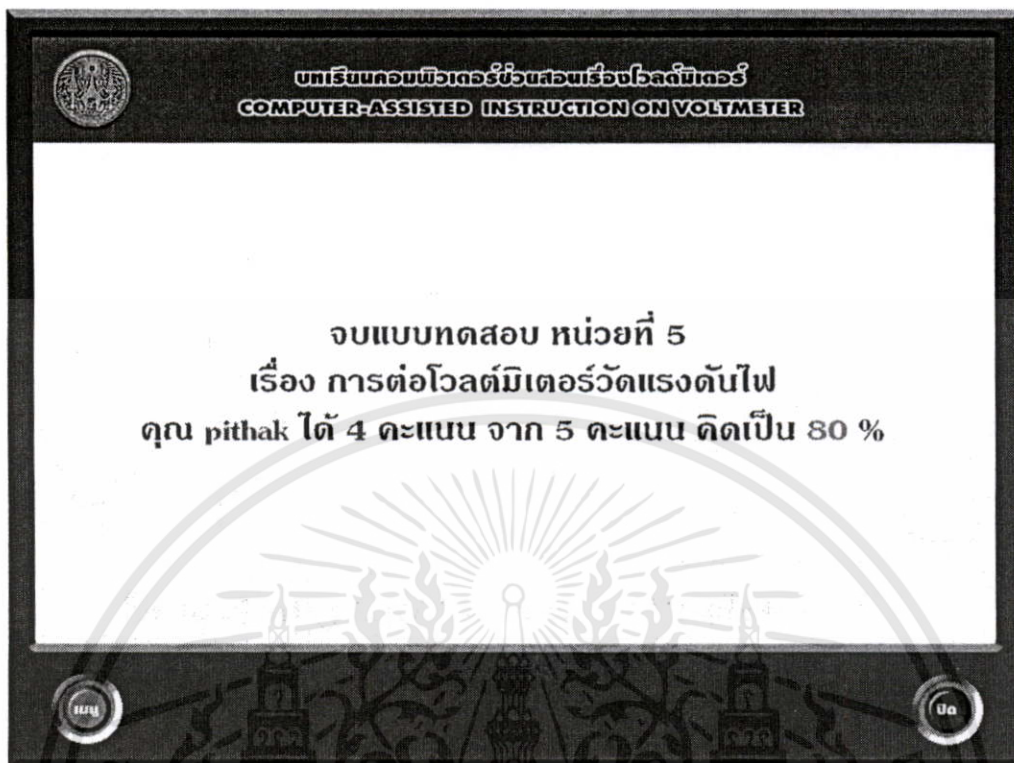 บทเรียนคอมพิวเตอร์ช่วยสอนเรื่องโวลต์มิเตอร์
COMPUTER-ASSISTED INSTRUCTION ON VOLTMETER
จบแบบทดสอบ หน่วยที่ 5
เรื่อง การต่อโวลต์มิเตอร์วัดแรงดันไฟ
คุณ pithak ได้ 4 คะแนน จาก 5 คะแนน คิดเป็น 80 %
เมนู
ปิด